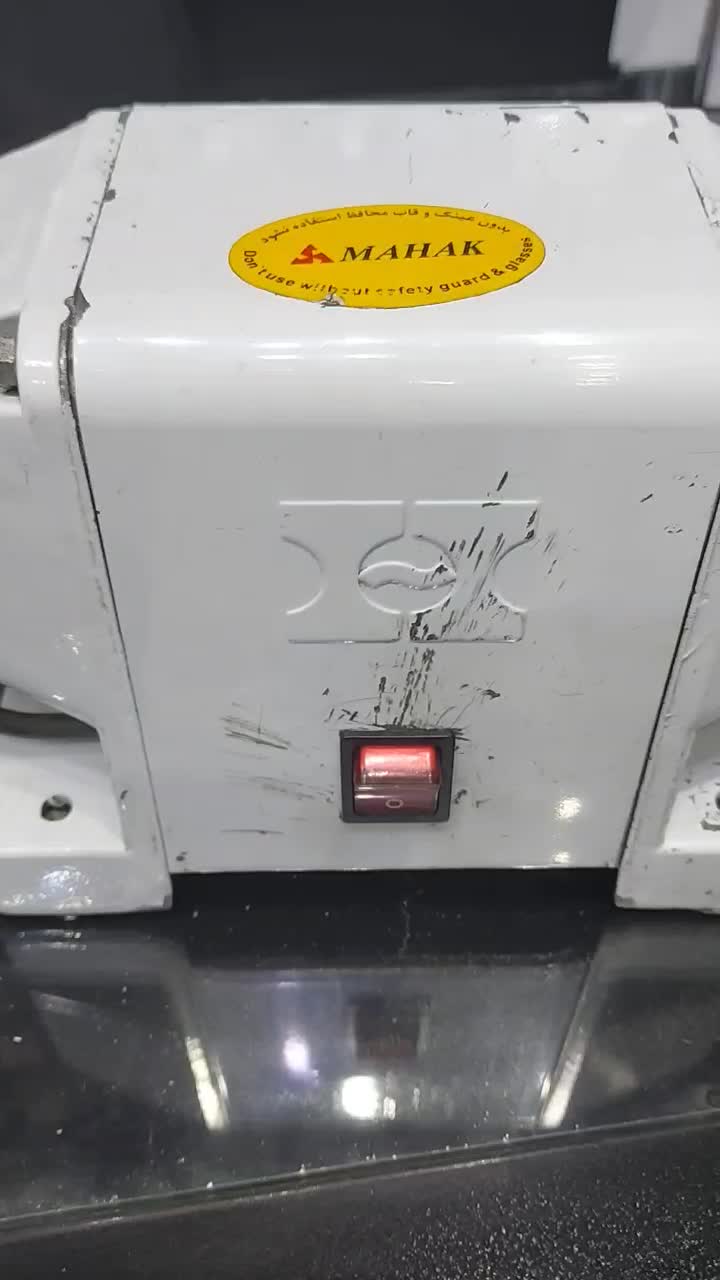 بدون عینک و قاب محافظ استفاده نشود
MAHAK
Don't use without safety guard & glasses
O